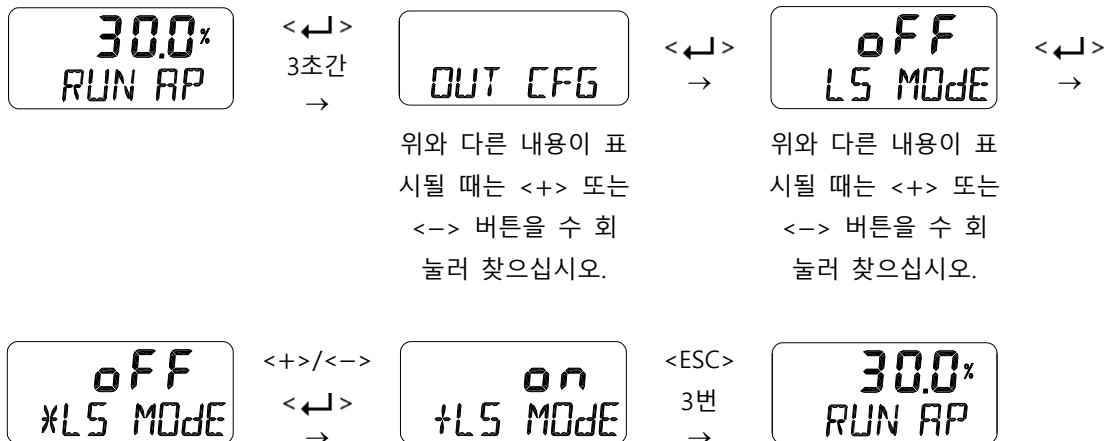 30.0%
RUN AP
<↵>
3초간
→
OUT CFG
<↵>
→
oFF
LS MOdE
<↵>
→
위와 다른 내용이 표
시될 때는 <+> 또는
<−> 버튼을 수 회
눌러 찾으십시오.
위와 다른 내용이 표
시될 때는 <+> 또는
<−> 버튼을 수 회
눌러 찾으십시오.
oFF
*LS MOdE
<+>/<−>
<↵>
→
on
+LS MOdE
<ESC>
3번
→
30.0%
RUN AP